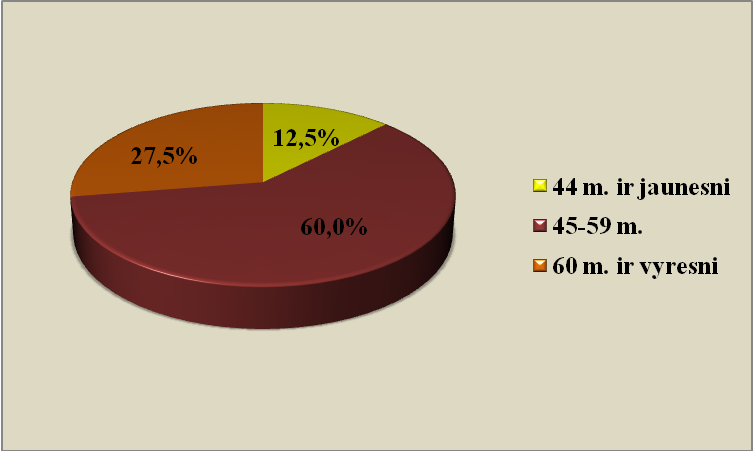 12,5%
27,5%
60,0%
44 m. ir jaunesni
45-59 m.
60 m. ir vyresni